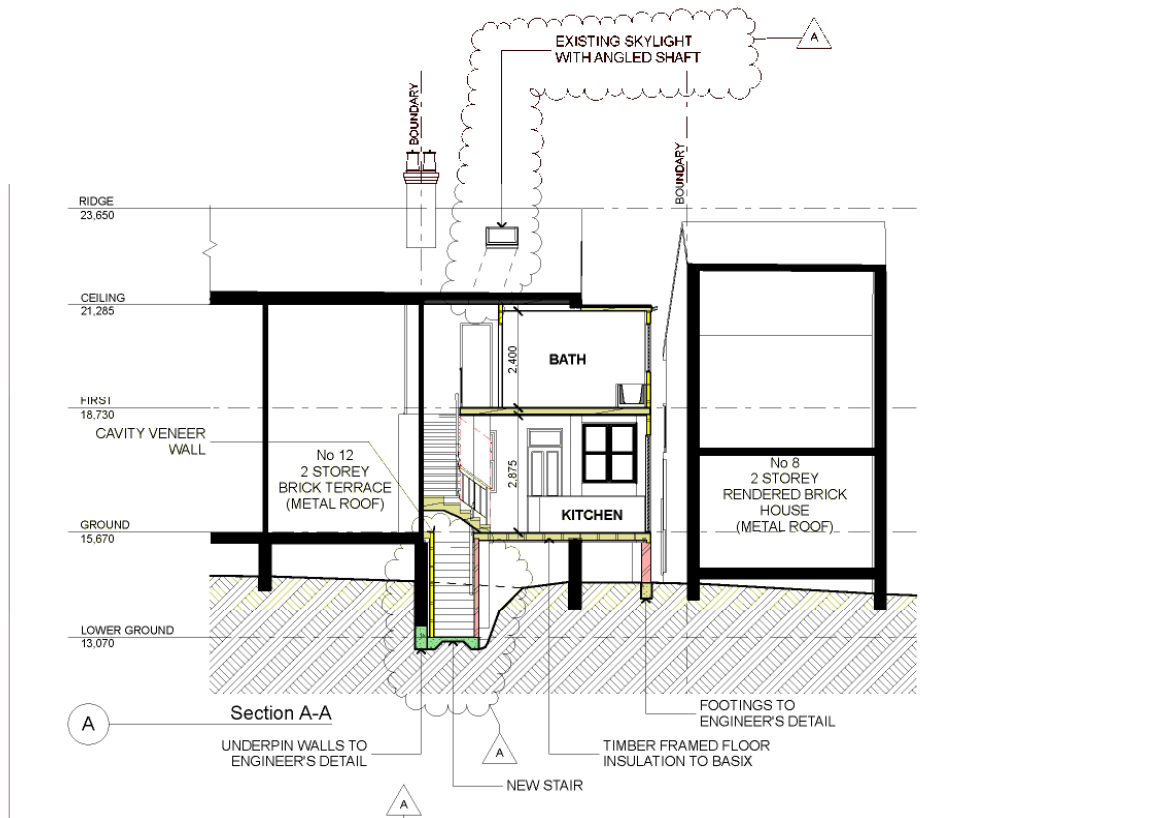 EXISTING SKYLIGHT
WITH ANGLED SHAFT
A
BOUNDARY
BOUNDARY
RIDGE
23,650
CEILING
21,285
2,400
BATH
FIRST
18,730
CAVITY VENEER
WALL
No 12
2 STOREY
BRICK TERRACE
(METAL ROOF)
2,875
KITCHEN
No 8
2 STOREY
RENDERED BRICK
HOUSE
(METAL ROOF)
GROUND
15,670
LOWER GROUND
13,070
A
Section A-A
FOOTINGS TO
ENGINEER'S DETAIL
UNDERPIN WALLS TO
ENGINEER'S DETAIL
A
TIMBER FRAMED FLOOR
INSULATION TO BASIX
NEW STAIR
A